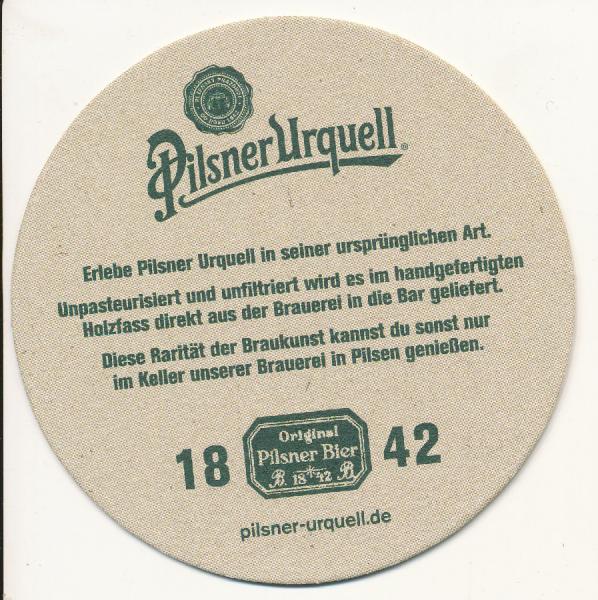 Pilsner Urquell®
Erlebe Pilsner Urquell in seiner ursprünglichen Art.
Unpasteurisiert und unfiltriert wird es im handgefertigten
Holzfass direkt aus der Brauerei in die Bar geliefert.
Diese Rarität der Braukunst kannst du sonst nur
im Keller unserer Brauerei in Pilsen genießen.
18 42
Original
Pilsner Bier
B. 18 42 B.
pilsner-urquell.de